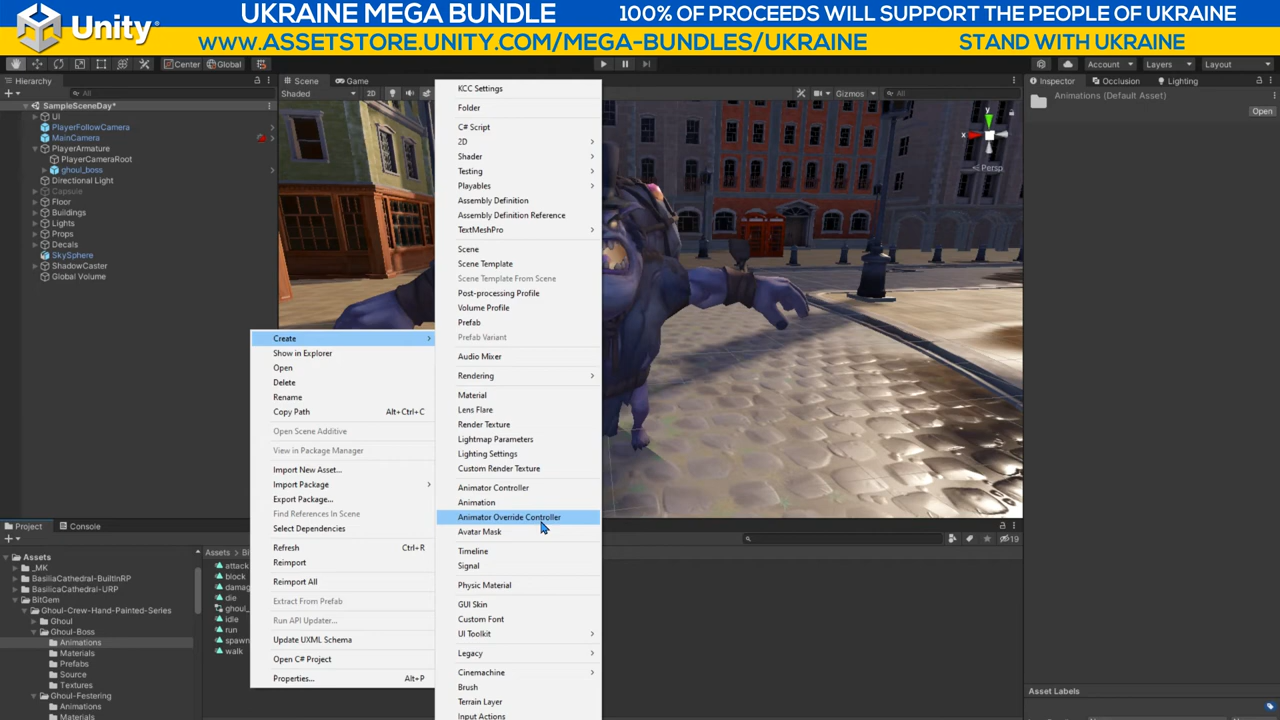 Unity
UKRAINE MEGA BUNDLE
100% OF PROCEEDS WILL SUPPORT THE PEOPLE OF UKRAINE
WWW.ASSETSTORE.UNITY.COM/MEGA-BUNDLES/UKRAINE
STAND WITH UKRAINE
Center
Global
Account
Layers
Layout
Hierarchy
All
SampleSceneDay*
UI
PlayerFollowCamera
MainCamera
PlayerArmature
PlayerCameraRoot
ghoul_boss
Directional Light
Capsule
Floor
Buildings
Lights
Props
Decals
SkySphere
ShadowCaster
Global Volume
Scene
Game
Shaded
2D
Gizmos
All
y
x
Persp
Inspector
Occlusion
Lighting
Animations (Default Asset)
Open
Create
Show in Explorer
Open
Delete
Rename
Copy Path Alt+Ctrl+C
Open Scene Additive
View in Package Manager
Import New Asset...
Import Package
Export Package...
Find References In Scene
Select Dependencies
Refresh Ctrl+R
Reimport
Reimport All
Extract From Prefab
Run API Updater...
Update UXML Schema
Open C# Project
Properties... Alt+P
KCC Settings
Folder
C# Script
2D
Shader
Testing
Playables
Assembly Definition
Assembly Definition Reference
TextMeshPro
Scene
Scene Template
Scene Template From Scene
Post-processing Profile
Volume Profile
Prefab
Prefab Variant
Audio Mixer
Rendering
Material
Lens Flare
Render Texture
Lightmap Parameters
Lighting Settings
Custom Render Texture
Animator Controller
Animation
Animator Override Controller
Avatar Mask
Timeline
Signal
Physic Material
GUI Skin
Custom Font
UI Toolkit
Legacy
Cinemachine
Brush
Terrain Layer
Input Actions
Project
Console
19
Assets
_MK
BasiliaCathedral-BuiltinRP
BasilicaCathedral-URP
BitGem
Ghoul-Crew-Hand-Painted-Series
Ghoul
Ghoul-Boss
Animations
Materials
Prefabs
Source
Textures
Ghoul-Festering
Animations
Materials
Assets
attack
block
damag
die
ghoul_
idle
run
spawn
walk
Asset Labels